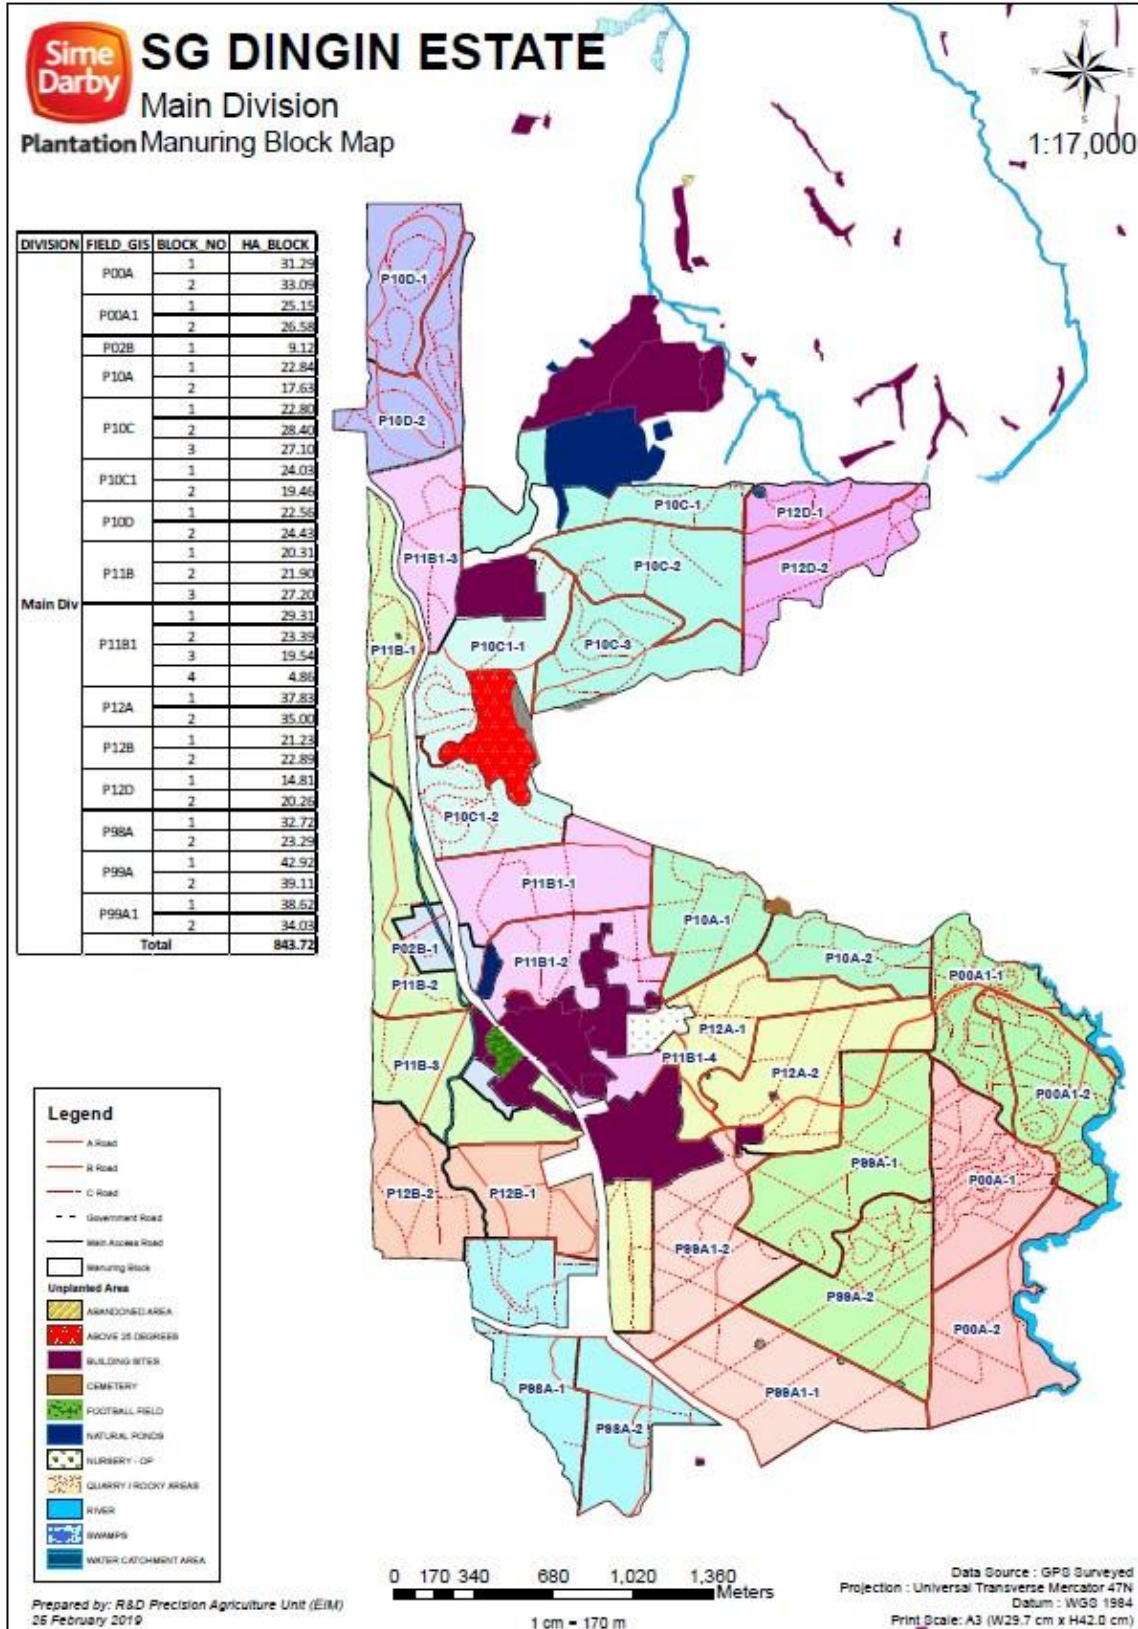 Sime
Darby
Plantation
SG DINGIN ESTATE
Main Division
Manuring Block Map
N
W E
S
1:17,000
DIVISION FIELD_GIS BLOCK_NO HA_BLOCK
Main Div
P00A 1 31.29
2 33.09
P00A1 1 25.15
2 26.58
P02B 1 9.12
P10A 1 22.84
2 17.63
P10C 1 22.80
2 28.40
3 27.10
P10C1 1 24.03
2 19.46
P10D 1 22.56
2 24.43
P11B 1 20.31
2 21.90
3 27.20
P11B1 1 29.31
2 23.39
3 19.54
4 4.86
P12A 1 37.83
2 35.00
P12B 1 21.23
2 22.89
P12D 1 14.81
2 20.26
P98A 1 32.72
2 23.29
P99A 1 42.92
2 39.11
P99A1 1 38.62
2 34.03
Total 843.72
P10D-1
P10D-2
P10C-1
P12D-1
P11B1-3
P10C-2
P12D-2
P11B-1
P10C1-1
P10C-3
P10C1-2
P11B1-1
P10A-1
P02B-1
P11B1-2
P10A-2
P00A1-1
P11B-2
P12A-1
P11B-3
P11B1-4
P12A-2
P00A1-2
P99A-1
P00A-1
P12B-2
P12B-1
P99A1-2
P99A-2
P00A-2
P98A-1
P99A1-1
P98A-2
Legend
A Road
B Road
C Road
Government Road
Main Access Road
Manuring Block
Unplanted Area
ABANDONED AREA
ABOVE 25 DEGREES
BUILDING SITES
CEMETERY
FOOTBALL FIELD
NATURAL PONDS
NURSERY - OP
QUARRY / ROCKY AREAS
RIVER
SWAMPS
WATER CATCHMENT AREA
Prepared by: R&D Precision Agriculture Unit (EIM)
25 February 2019
0 170 340 680 1,020 1,360
Meters
1 cm = 170 m
Data Source : GPS Surveyed
Projection : Universal Transverse Mercator 47N
Datum : WGS 1984
Print Scale: A3 (W29.7 cm x H42.0 cm)